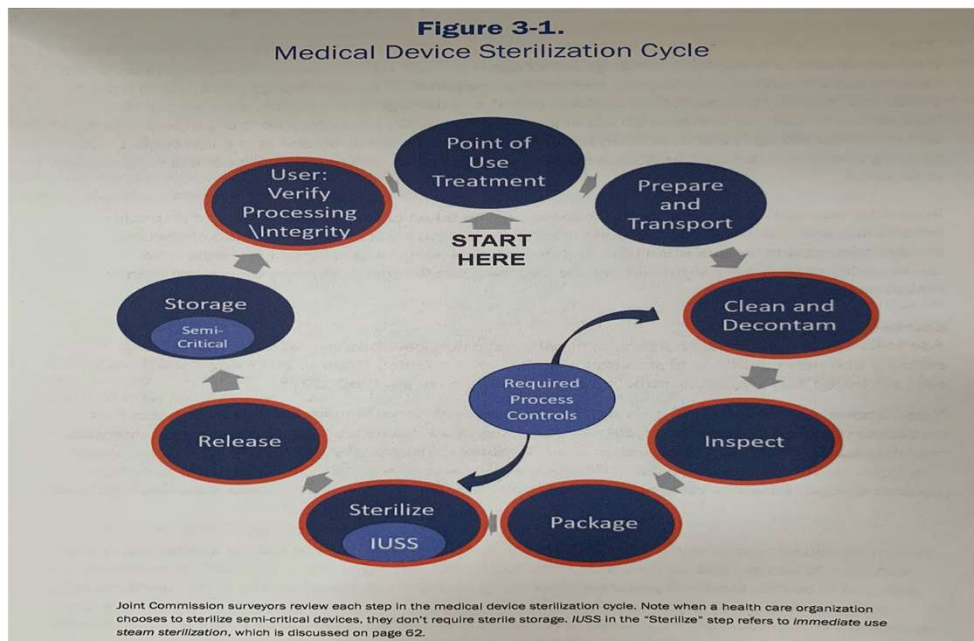 Figure 3-1.
Medical Device Sterilization Cycle
Point of
Use
Treatment
START
HERE
Prepare
and
Transport
Clean and
Decontam
Inspect
Package
Sterilize
IUSS
Release
Storage
Semi-
Critical
User:
Verify
Processing
\Integrity
Required
Process
Controls
Joint Commission surveyors review each step in the medical device sterilization cycle. Note when a health care organization
chooses to sterilize semi-critical devices, they don't require sterile storage. IUSS in the "Sterilize" step refers to immediate use
steam sterilization, which is discussed on page 62.